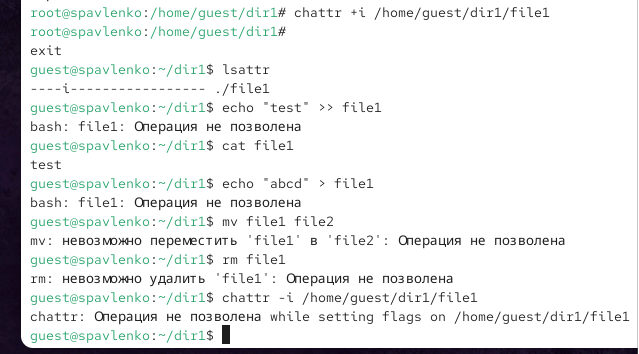 root@spavlenko:/home/guest/dir1# chattr +i /home/guest/dir1/file1
root@spavlenko:/home/guest/dir1#
exit
guest@spavlenko:~/dir1$ lsattr
----i----------------- ./file1
guest@spavlenko:~/dir1$ echo "test" >> file1
bash: file1: Операция не позволена
guest@spavlenko:~/dir1$ cat file1
test
guest@spavlenko:~/dir1$ echo "abcd" > file1
bash: file1: Операция не позволена
guest@spavlenko:~/dir1$ mv file1 file2
mv: невозможно переместить 'file1' в 'file2': Операция не позволена
guest@spavlenko:~/dir1$ rm file1
rm: невозможно удалить 'file1': Операция не позволена
guest@spavlenko:~/dir1$ chattr -i /home/guest/dir1/file1
chattr: Операция не позволена while setting flags on /home/guest/dir1/file1
guest@spavlenko:~/dir1$